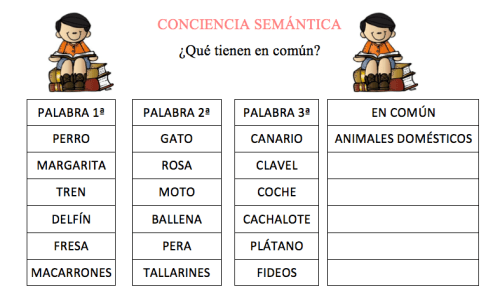 CONCIENCIA SEMÁNTICA
¿Qué tienen en común?
PALABRA 1ª PALABRA 2ª PALABRA 3ª EN COMÚN
PERRO GATO CANARIO ANIMALES DOMÉSTICOS
MARGARITA ROSA CLAVEL
TREN MOTO COCHE
DELFÍN BALLENA CACHALOTE
FRESA PERA PLÁTANO
MACARRONES TALLARINES FIDEOS